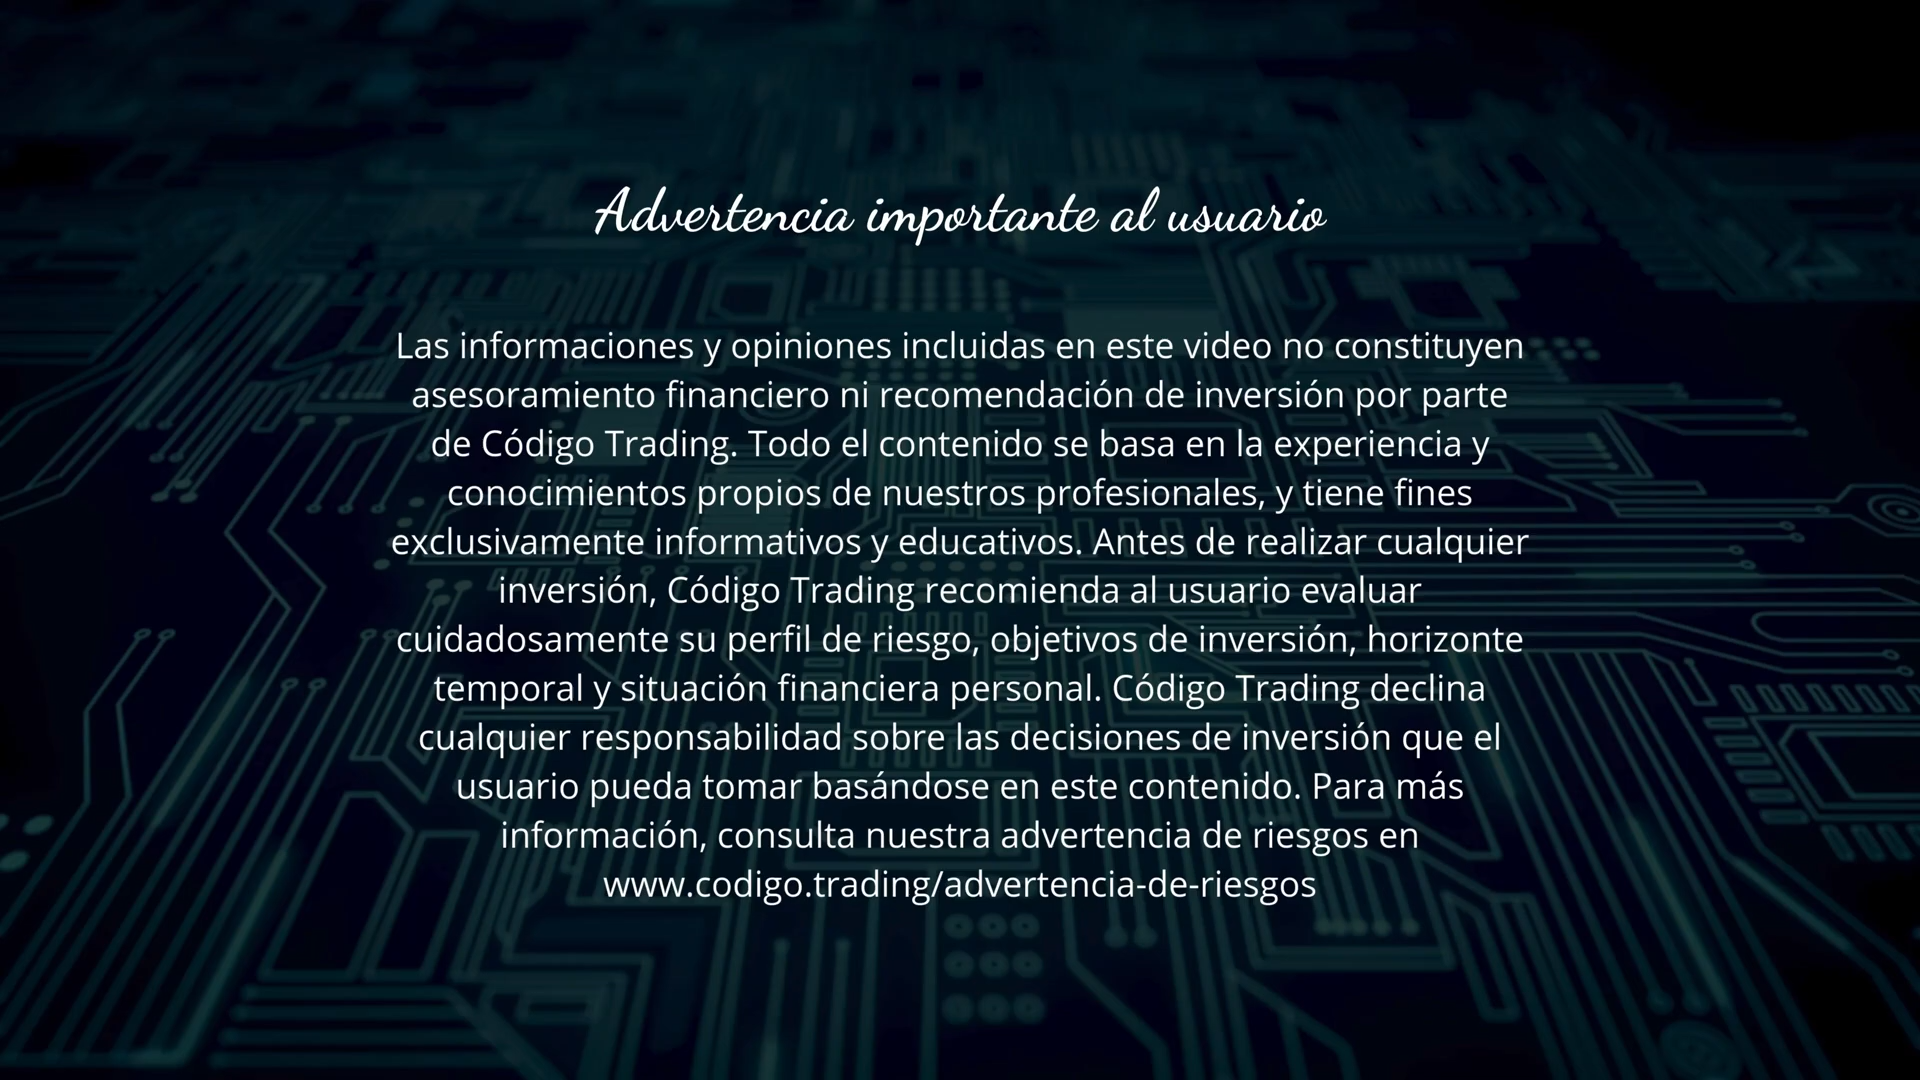 Advertencia importante al usuario
Las informaciones y opiniones incluidas en este video no constituyen
asesoramiento financiero ni recomendación de inversión por parte
de Código Trading. Todo el contenido se basa en la experiencia y
conocimientos propios de nuestros profesionales, y tiene fines
exclusivamente informativos y educativos. Antes de realizar cualquier
inversión, Código Trading recomienda al usuario evaluar
cuidadosamente su perfil de riesgo, objetivos de inversión, horizonte
temporal y situación financiera personal. Código Trading declina
cualquier responsabilidad sobre las decisiones de inversión que el
usuario pueda tomar basándose en este contenido. Para más
información, consulta nuestra advertencia de riesgos en
www.codigo.trading/advertencia-de-riesgos